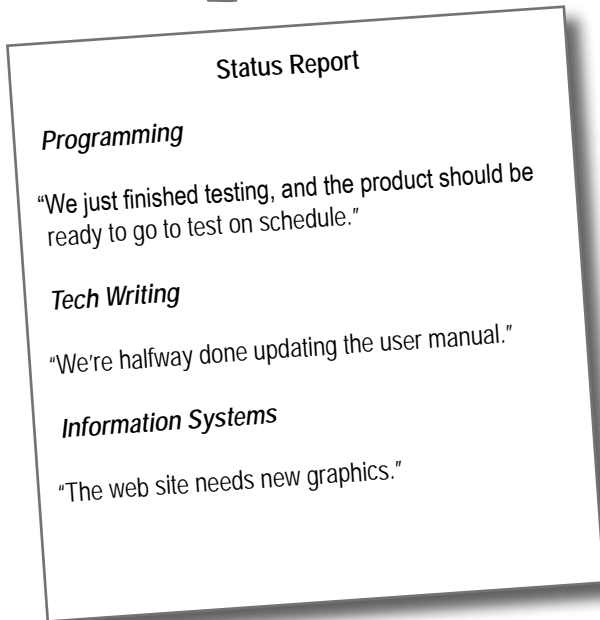 Status Report
Programming
“We just finished testing, and the product should be
ready to go to test on schedule.”
Tech Writing
“We’re halfway done updating the user manual.”
Information Systems
“The web site needs new graphics.”